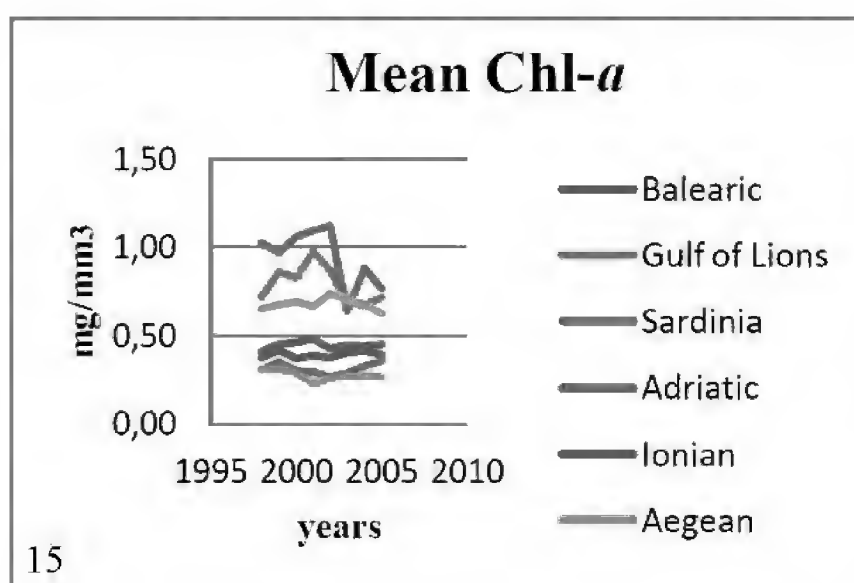 Mean Chl-a
1,50
1,00
0,50
0,00
mg/mm3
1995 2000 2005 2010
years
Balearic
Gulf of Lions
Sardinia
Adriatic
Ionian
Aegean
15